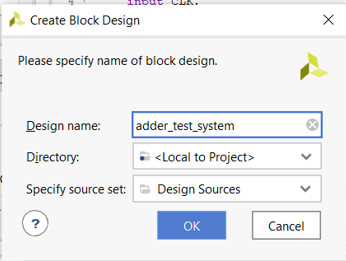 4
input CLK,
Create Block Design
Please specify name of block design.
Design name: adder_test_system
Directory: <Local to Project>
Specify source set: Design Sources
? OK Cancel